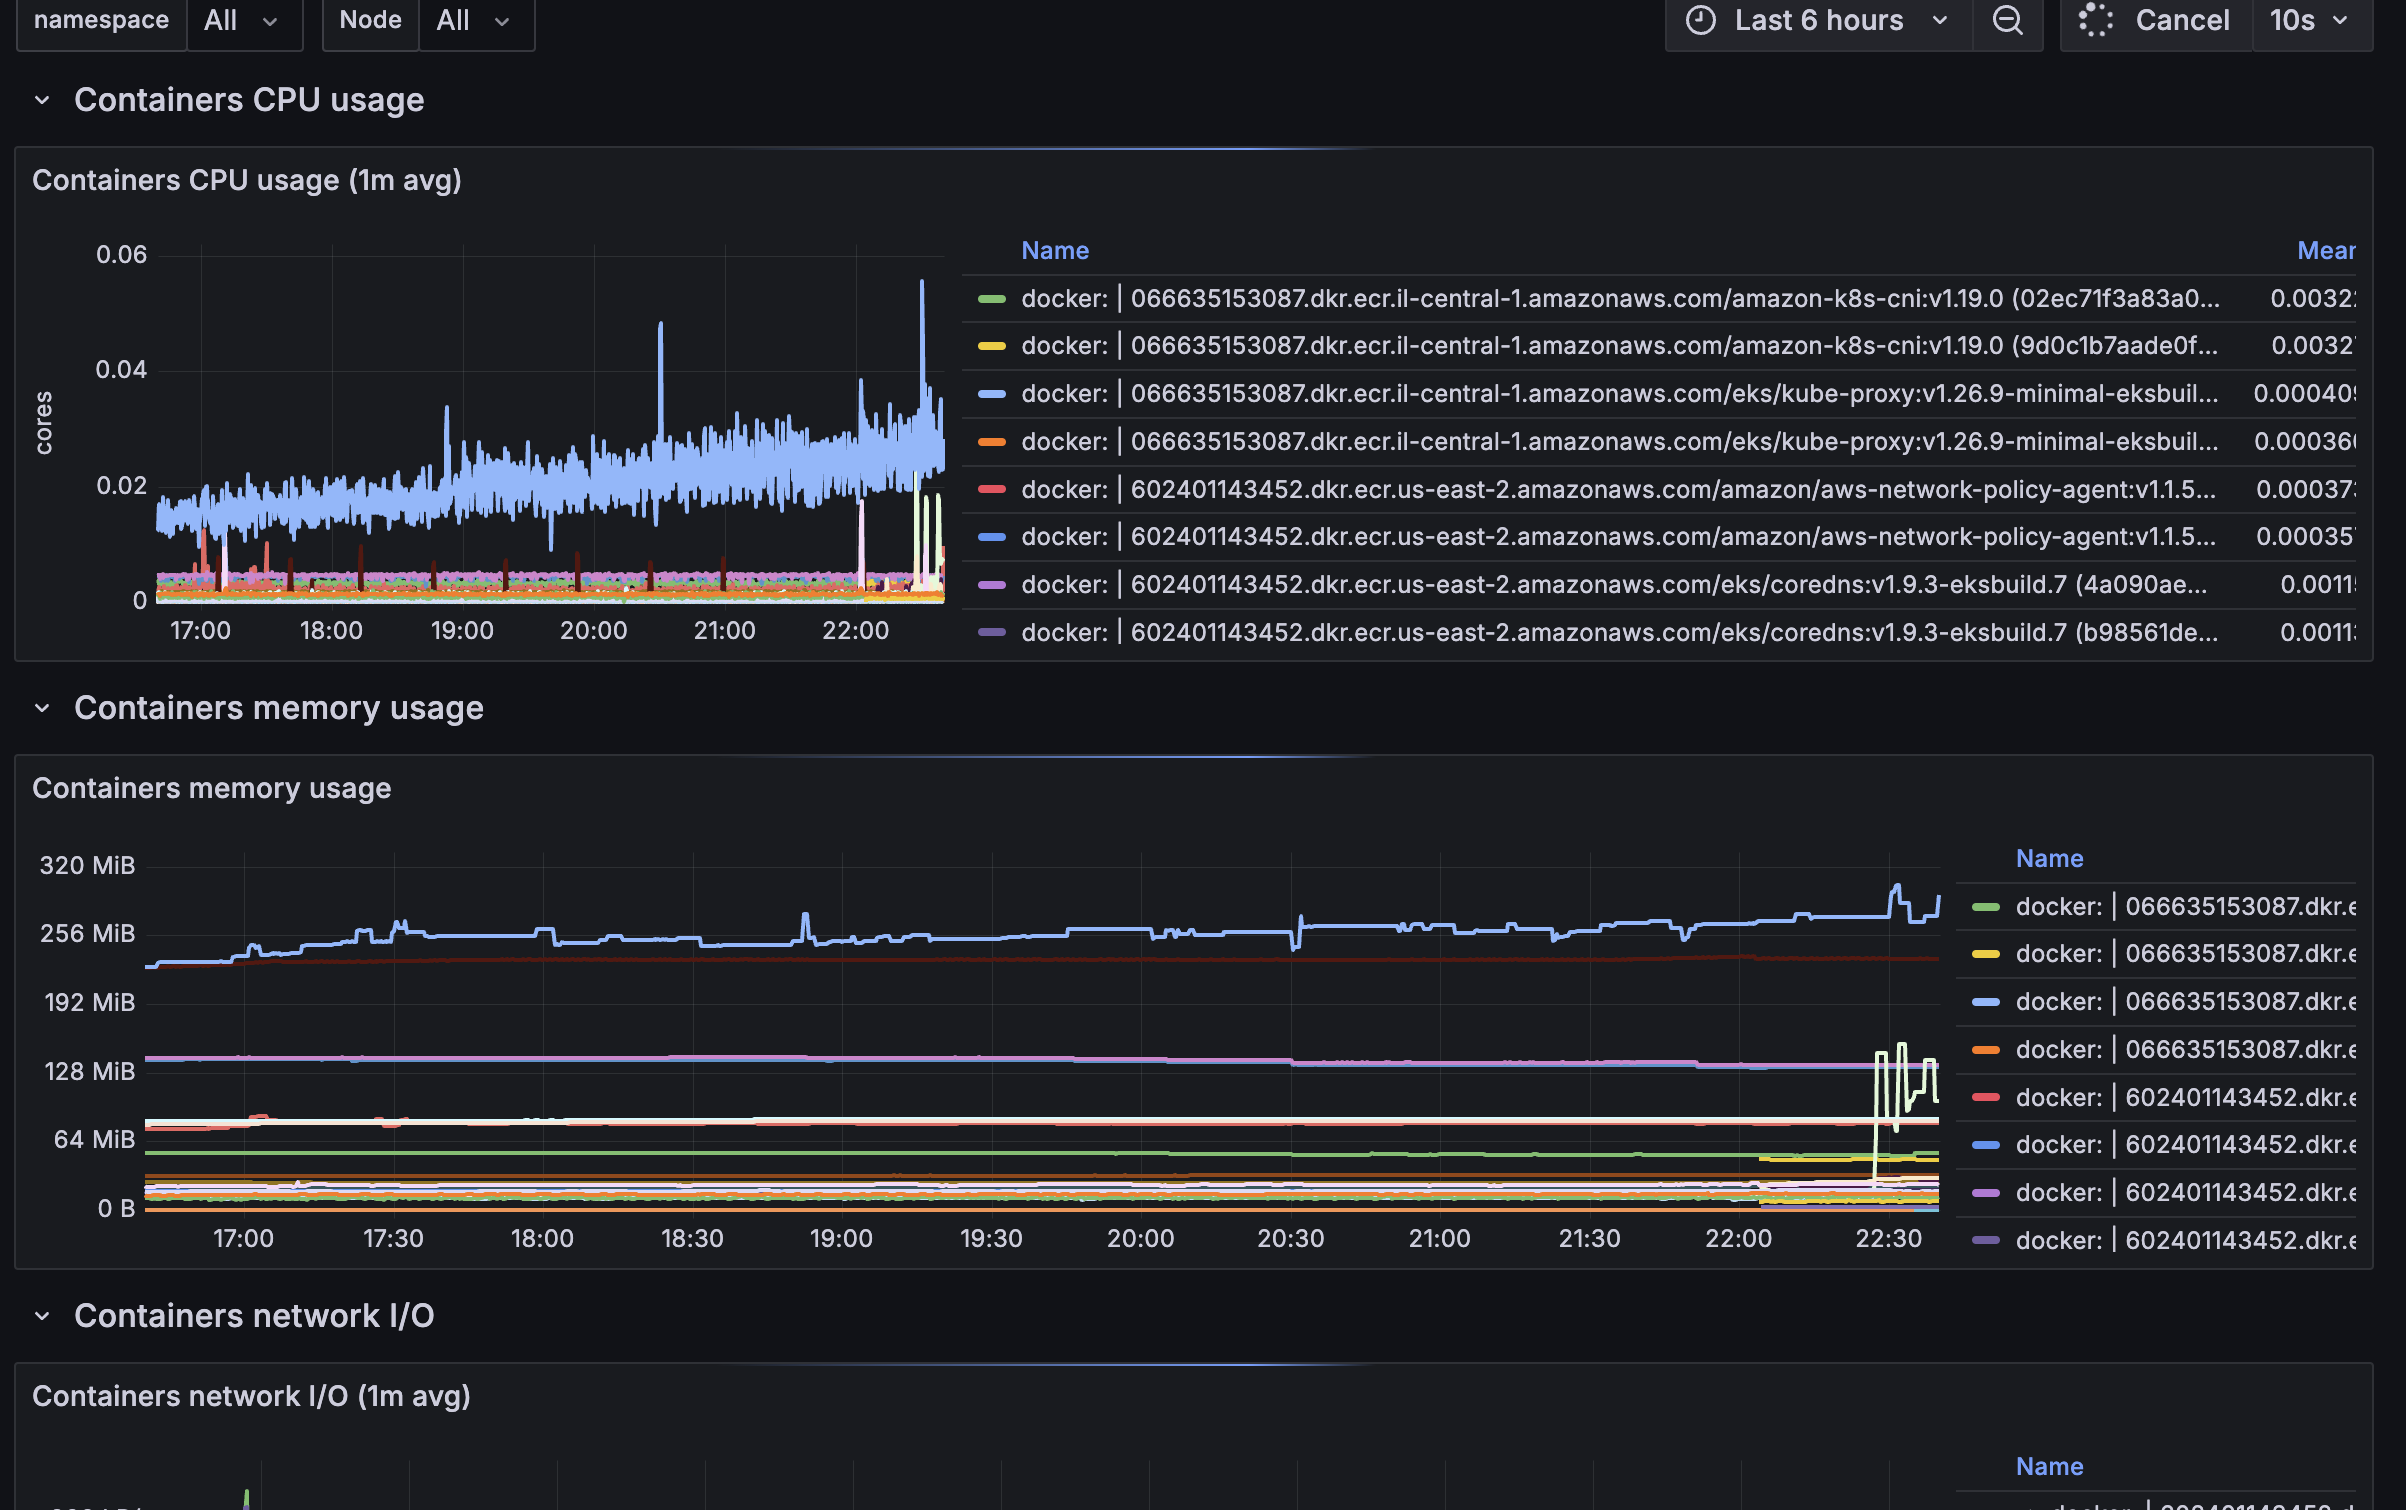 namespace All Node All Last 6 hours Cancel 10s
Containers CPU usage
Containers CPU usage (1m avg)
cores
0.06
0.04
0.02
0
17:00 18:00 19:00 20:00 21:00 22:00
Name Mean
docker: | 066635153087.dkr.ecr.il-central-1.amazonaws.com/amazon-k8s-cni:v1.19.0 (02ec71f3a83a0... 0.00322
docker: | 066635153087.dkr.ecr.il-central-1.amazonaws.com/amazon-k8s-cni:v1.19.0 (9d0c1b7aade0f... 0.00327
docker: | 066635153087.dkr.ecr.il-central-1.amazonaws.com/eks/kube-proxy:v1.26.9-minimal-eksbuil... 0.000409
docker: | 066635153087.dkr.ecr.il-central-1.amazonaws.com/eks/kube-proxy:v1.26.9-minimal-eksbuil... 0.000360
docker: | 602401143452.dkr.ecr.us-east-2.amazonaws.com/amazon/aws-network-policy-agent:v1.1.5... 0.000373
docker: | 602401143452.dkr.ecr.us-east-2.amazonaws.com/amazon/aws-network-policy-agent:v1.1.5... 0.000357
docker: | 602401143452.dkr.ecr.us-east-2.amazonaws.com/eks/coredns:v1.9.3-eksbuild.7 (4a090ae... 0.00115
docker: | 602401143452.dkr.ecr.us-east-2.amazonaws.com/eks/coredns:v1.9.3-eksbuild.7 (b98561de... 0.00113
Containers memory usage
Containers memory usage
320 MiB
256 MiB
192 MiB
128 MiB
64 MiB
0 B
17:00 17:30 18:00 18:30 19:00 19:30 20:00 20:30 21:00 21:30 22:00 22:30
Name
docker: | 066635153087.dkr.e
docker: | 066635153087.dkr.e
docker: | 066635153087.dkr.e
docker: | 066635153087.dkr.e
docker: | 602401143452.dkr.e
docker: | 602401143452.dkr.e
docker: | 602401143452.dkr.e
docker: | 602401143452.dkr.e
Containers network I/O
Containers network I/O (1m avg)
Name